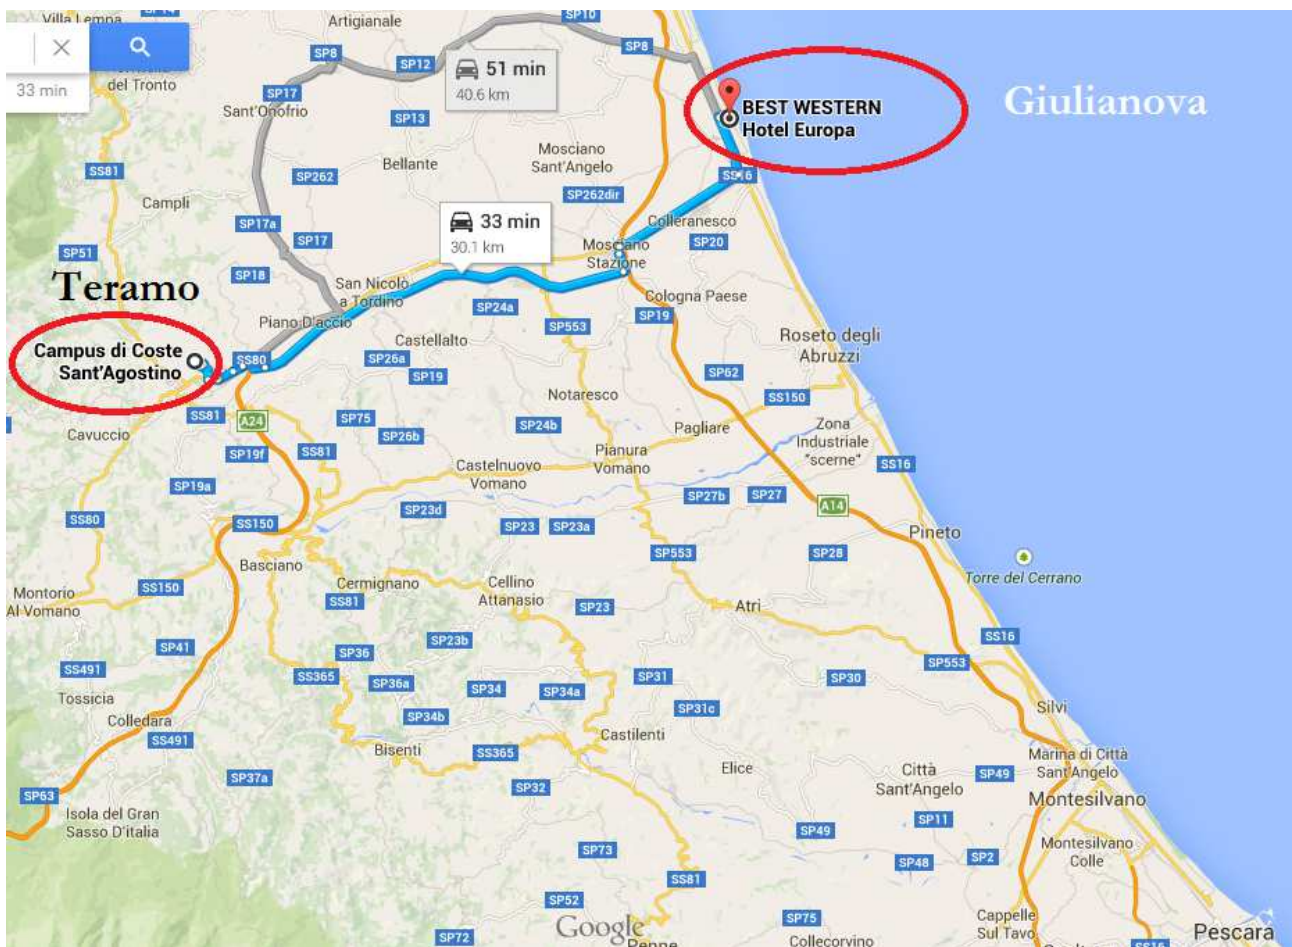 Villa Lempa
SP14
SP10
Artigianale
SP8
SP8
SP12
51 min
40.6 km
33 min
del Tronto
SP17
Sant'Onofrio
SP13
Giulianova
BEST WESTERN
Hotel Europa
Mosciano
Sant'Angelo
Bellante
SS81
SP262
SS16
SP262dir
Campli
Colleranesco
SP17a
33 min
30.1 km
SP17
SP20
Mosciano
Stazione
SP51
SP18
Teramo
San Nicolò
a Tordino
Cologna Paese
SP24a
SP19
Piano D'accio
SP553
Roseto degli
Abruzzi
Castellalto
Campus di Coste
Sant'Agostino
SS80
SP26a
SP19
SP62
Notaresco
SS150
SS81
A24
SP75
SP24b
Pagliare
Zona
Industriale
"scerne"
Cavuccio
SP26b
SP19f
SS81
Pianura
Vomano
SS16
Castelnuovo
Vomano
SP19a
SP27b
SP27
A14
SS80
SS150
SP23d
SP23
SP23a
Pineto
SP553
SP28
Basciano
Torre del Cerrano
Montorio
Al Vomano
SS150
Cermignano
SS81
Cellino
Attanasio
SP23
Atri
SS16
SP41
SP36
SP23b
SP553
SS491
SS365
SP36a
SP34
SP34a
SP31
SP30
Tossicia
SP34b
SP31c
Silvi
Colledara
SS491
Castilenti
Bisenti
SS365
Marina di Città
Sant'Angelo
Elice
Città
Sant'Angelo
SP49
SP37a
SP32
SP63
Montesilvano
Isola del Gran
Sasso D'italia
SP11
SP49
SP73
SP48
SP2
Montesilvano
Colle
SS81
SP52
Google
SP75
Cappelle
Sul Tavo
Pescara
SP72
Penne
Collecorvino
SS16